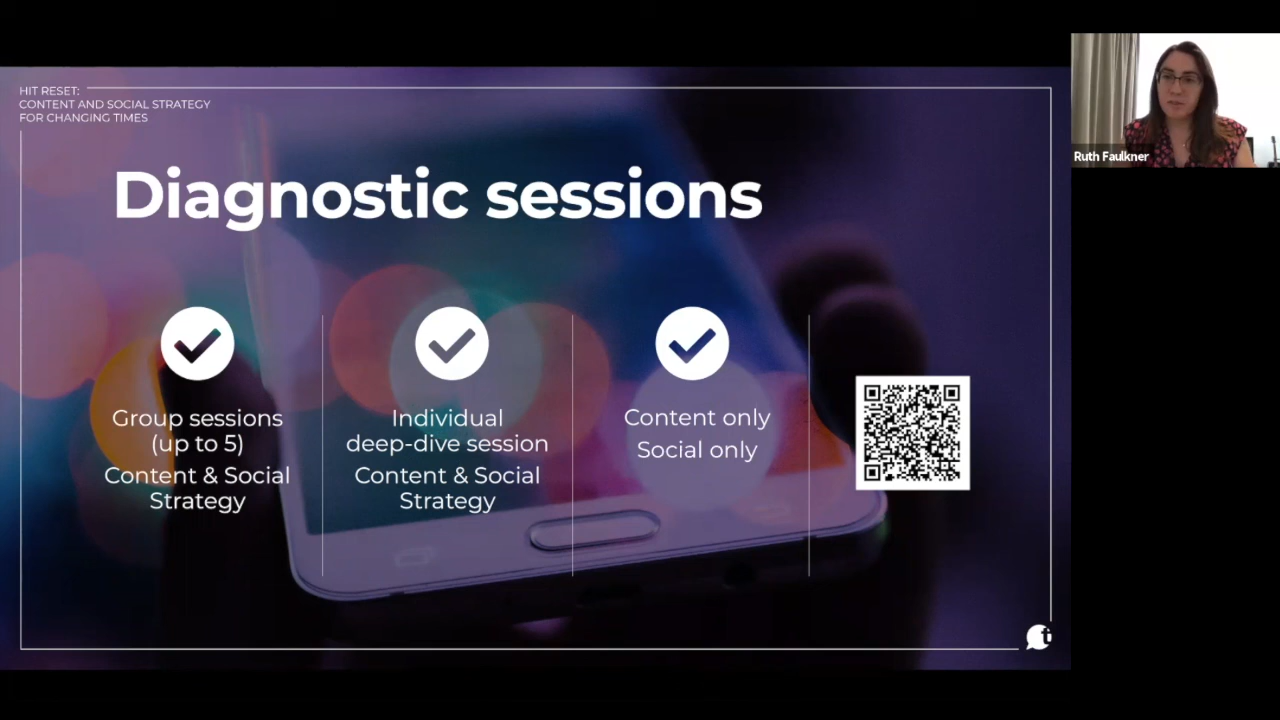 HIT RESET:
CONTENT AND SOCIAL STRATEGY
FOR CHANGING TIMES
Diagnostic sessions
Group sessions
(up to 5)
Content & Social
Strategy
Individual
deep-dive session
Content & Social
Strategy
Content only
Social only
t
Ruth Faulkner